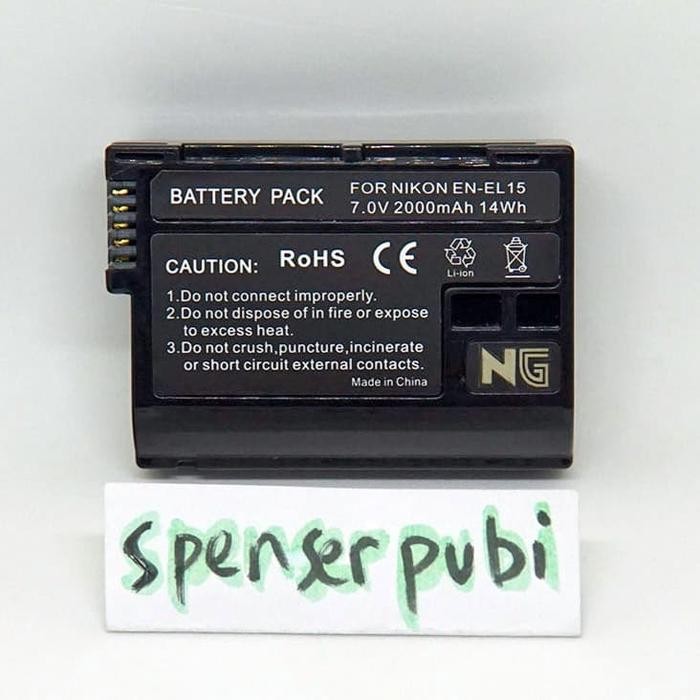 BATTERY PACK
FOR NIKON EN-EL15
7.0V 2000mAh 14Wh
CAUTION: RoHS CE
Li-ion
1.Do not connect improperly.
2.Do not dispose of in fire or expose
to excess heat.
3.Do not crush,puncture,incinerate
or short circuit external contacts.
Made in China
NG
spenserpubi